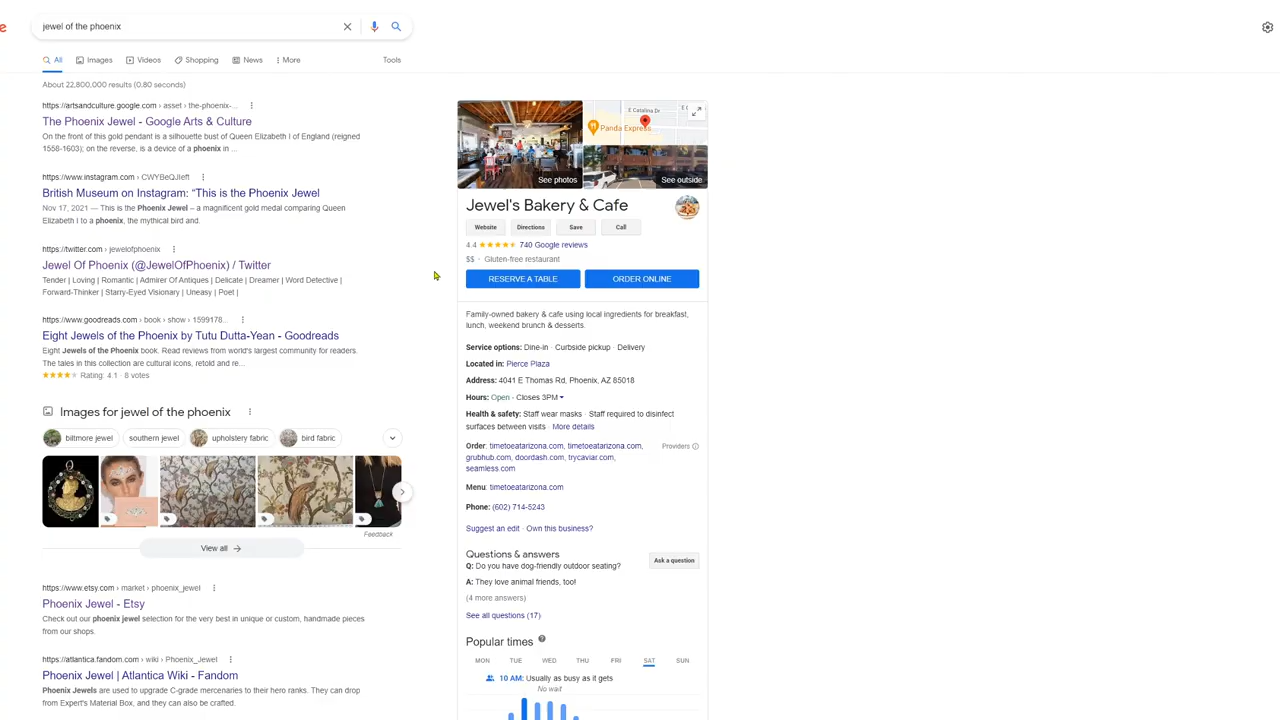 e
jewel of the phoenix
All
Images
Videos
Shopping
News
More
Tools
About 22,800,000 results (0.80 seconds)
https://artsandculture.google.com › asset › the-phoenix-...
The Phoenix Jewel - Google Arts & Culture
On the front of this gold pendant is a silhouette bust of Queen Elizabeth I of England (reigned
1558-1603); on the reverse, is a device of a phoenix in ...
https://www.instagram.com › CWYBeQJIeft
British Museum on Instagram: “This is the Phoenix Jewel
Nov 17, 2021 — This is the Phoenix Jewel – a magnificent gold medal comparing Queen
Elizabeth I to a phoenix, the mythical bird and.
https://twitter.com › jewelofphoenix
Jewel Of Phoenix (@JewelOfPhoenix) / Twitter
Tender | Loving | Romantic | Admirer Of Antiques | Delicate | Dreamer | Word Detective |
Forward-Thinker | Starry-Eyed Visionary | Uneasy | Poet |
https://www.goodreads.com › book › show › 1599178...
Eight Jewels of the Phoenix by Tutu Dutta-Yean - Goodreads
Eight Jewels of the Phoenix book. Read reviews from world's largest community for readers.
The tales in this collection are cultural icons, retold and re...
Rating: 4.1 · 8 votes
Images for jewel of the phoenix
biltmore jewel
southern jewel
upholstery fabric
bird fabric
Feedback
View all
https://www.etsy.com › market › phoenix_jewel
Phoenix Jewel - Etsy
Check out our phoenix jewel selection for the very best in unique or custom, handmade pieces
from our shops.
https://atlantica.fandom.com › wiki › Phoenix_Jewel
Phoenix Jewel | Atlantica Wiki - Fandom
Phoenix Jewels are used to upgrade C-grade mercenaries to their hero ranks. They can drop
from Expert's Material Box, and they can also be crafted.
E Catalina Dr
E C
Panda Express
See photos
See outside
Jewel's Bakery & Cafe
Website
Directions
Save
Call
4.4
740 Google reviews
$$ · Gluten-free restaurant
RESERVE A TABLE
ORDER ONLINE
Family-owned bakery & cafe using local ingredients for breakfast,
lunch, weekend brunch & desserts.
Service options: Dine-in · Curbside pickup · Delivery
Located in: Pierce Plaza
Address: 4041 E Thomas Rd, Phoenix, AZ 85018
Hours: Open · Closes 3PM
Health & safety: Staff wear masks · Staff required to disinfect
surfaces between visits · More details
Order: timetoeatarizona.com, timetoeatarizona.com,
grubhub.com, doordash.com, trycaviar.com,
seamless.com
Providers
Menu: timetoeatarizona.com
Phone: (602) 714-5243
Suggest an edit · Own this business?
Questions & answers
Q: Do you have dog-friendly outdoor seating?
A: They love animal friends, too!
(4 more answers)
Ask a question
See all questions (17)
Popular times
MON
TUE
WED
THU
FRI
SAT
SUN
10 AM: Usually as busy as it gets
No wait